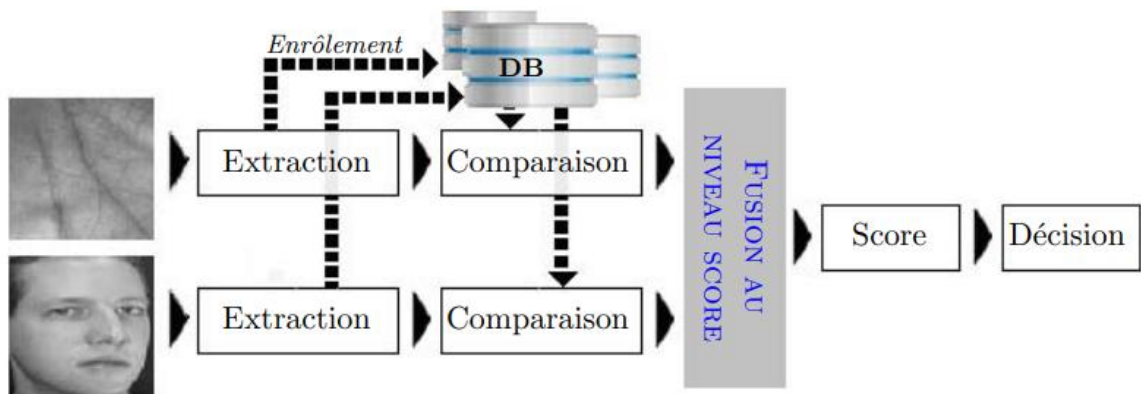 Enrôlement
DB
Extraction
Comparaison
Extraction
Comparaison
FUSION AU
NIVEAU SCORE
Score
Décision